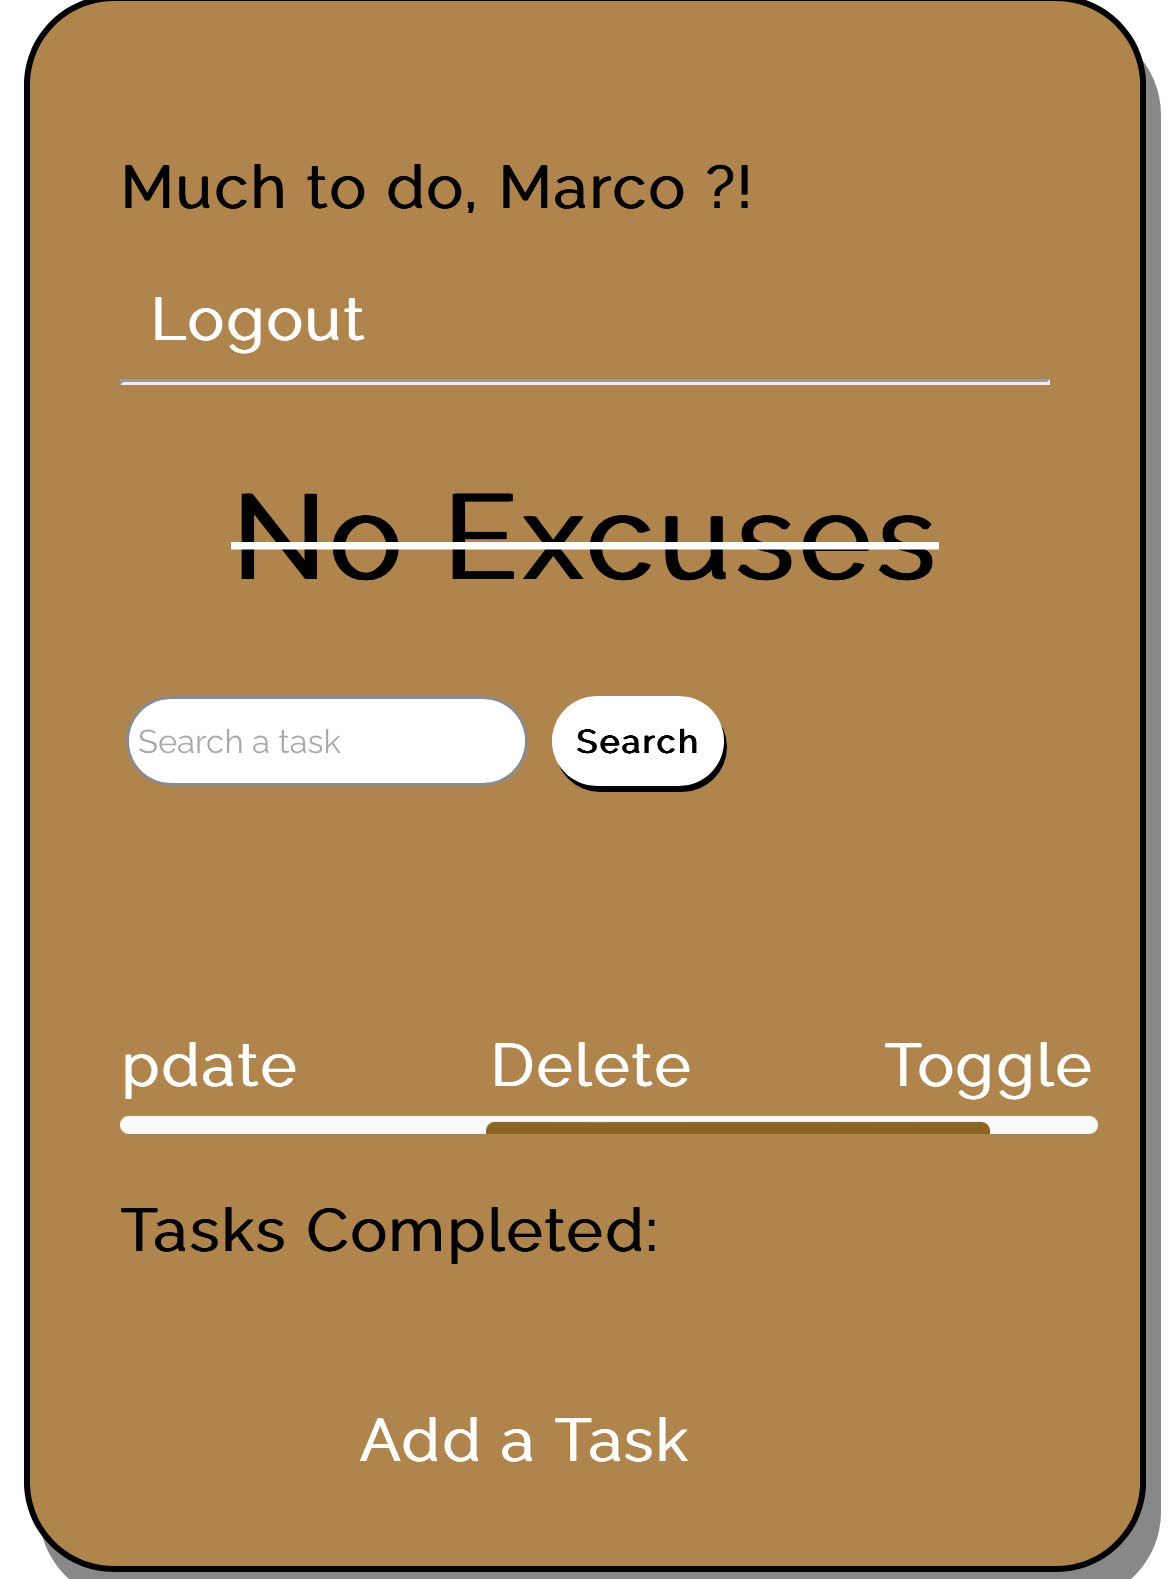 Much to do, Marco ?!
Logout
No Excuses
Search a task
Search
pdate Delete Toggle
Tasks Completed:
Add a Task